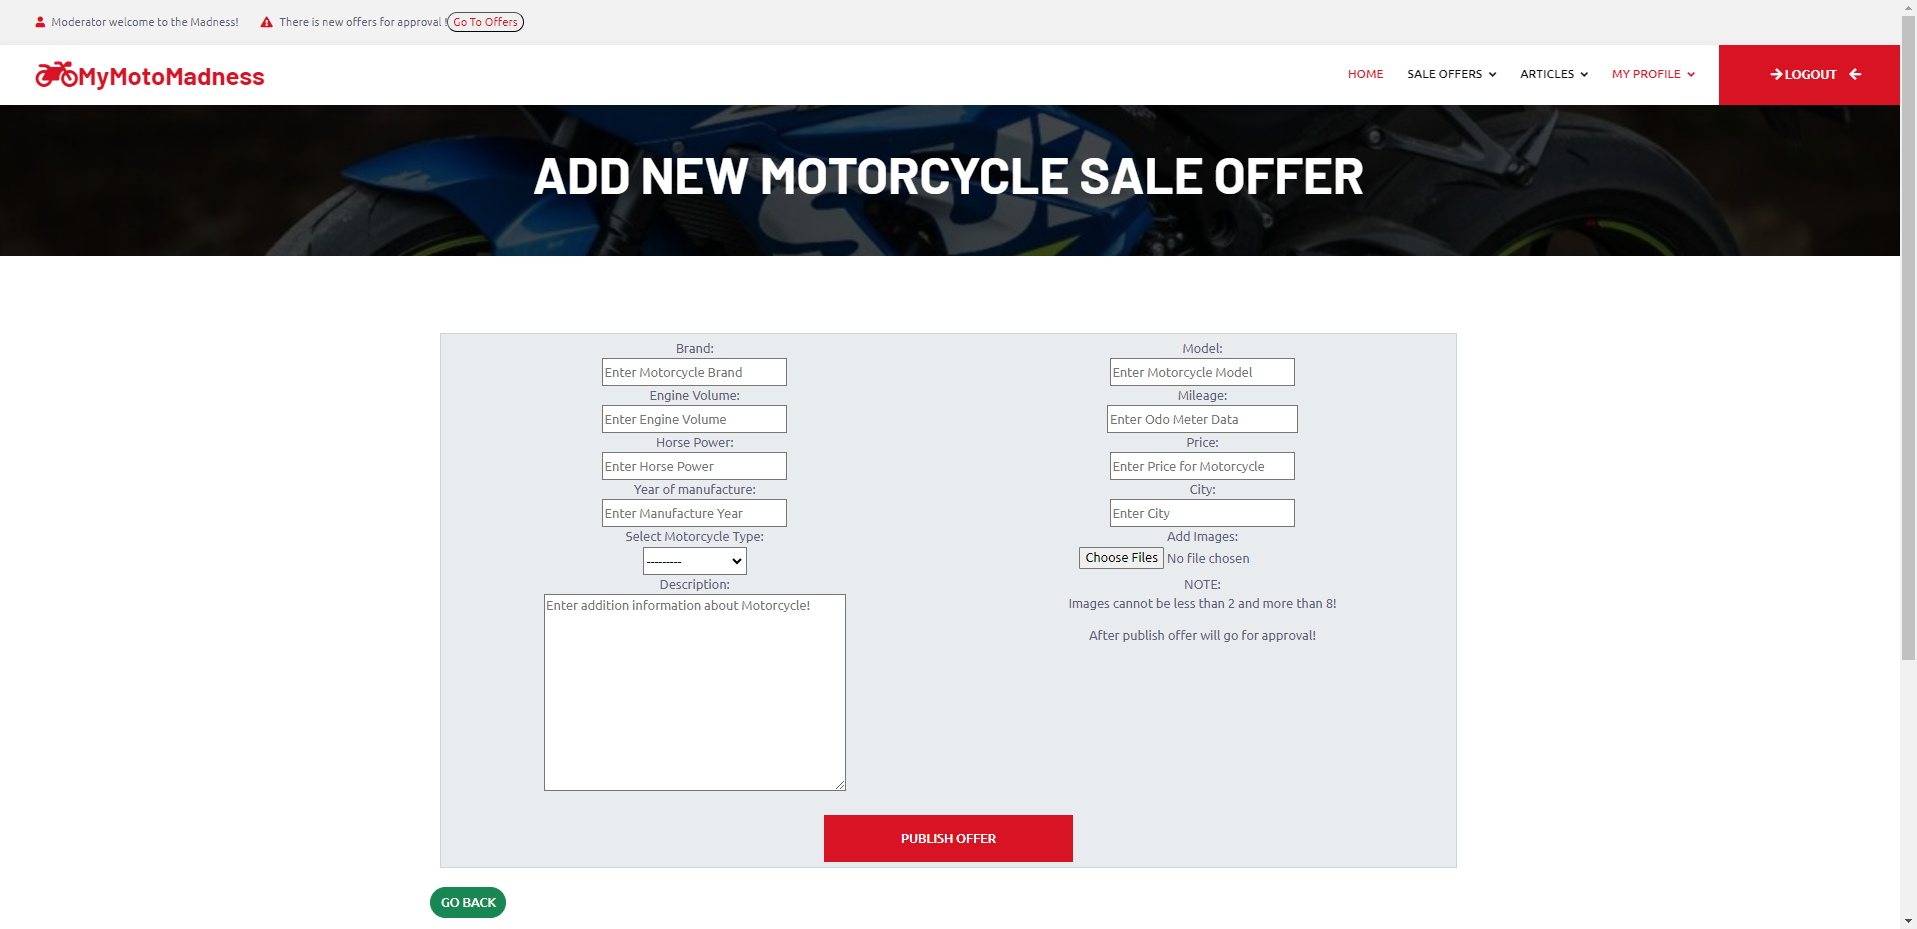 Moderator welcome to the Madness! There is new offers for approval ! Go To Offers
MyMotoMadness HOME SALE OFFERS ARTICLES MY PROFILE LOGOUT
ADD NEW MOTORCYCLE SALE OFFER
Brand: Model:
Enter Motorcycle Brand Enter Motorcycle Model
Engine Volume: Mileage:
Enter Engine Volume Enter Odo Meter Data
Horse Power: Price:
Enter Horse Power Enter Price for Motorcycle
Year of manufacture: City:
Enter Manufacture Year Enter City
Select Motorcycle Type: Add Images:
--------- Choose Files No file chosen
Description: NOTE:
Enter addition information about Motorcycle! Images cannot be less than 2 and more than 8!
After publish offer will go for approval!
PUBLISH OFFER
GO BACK